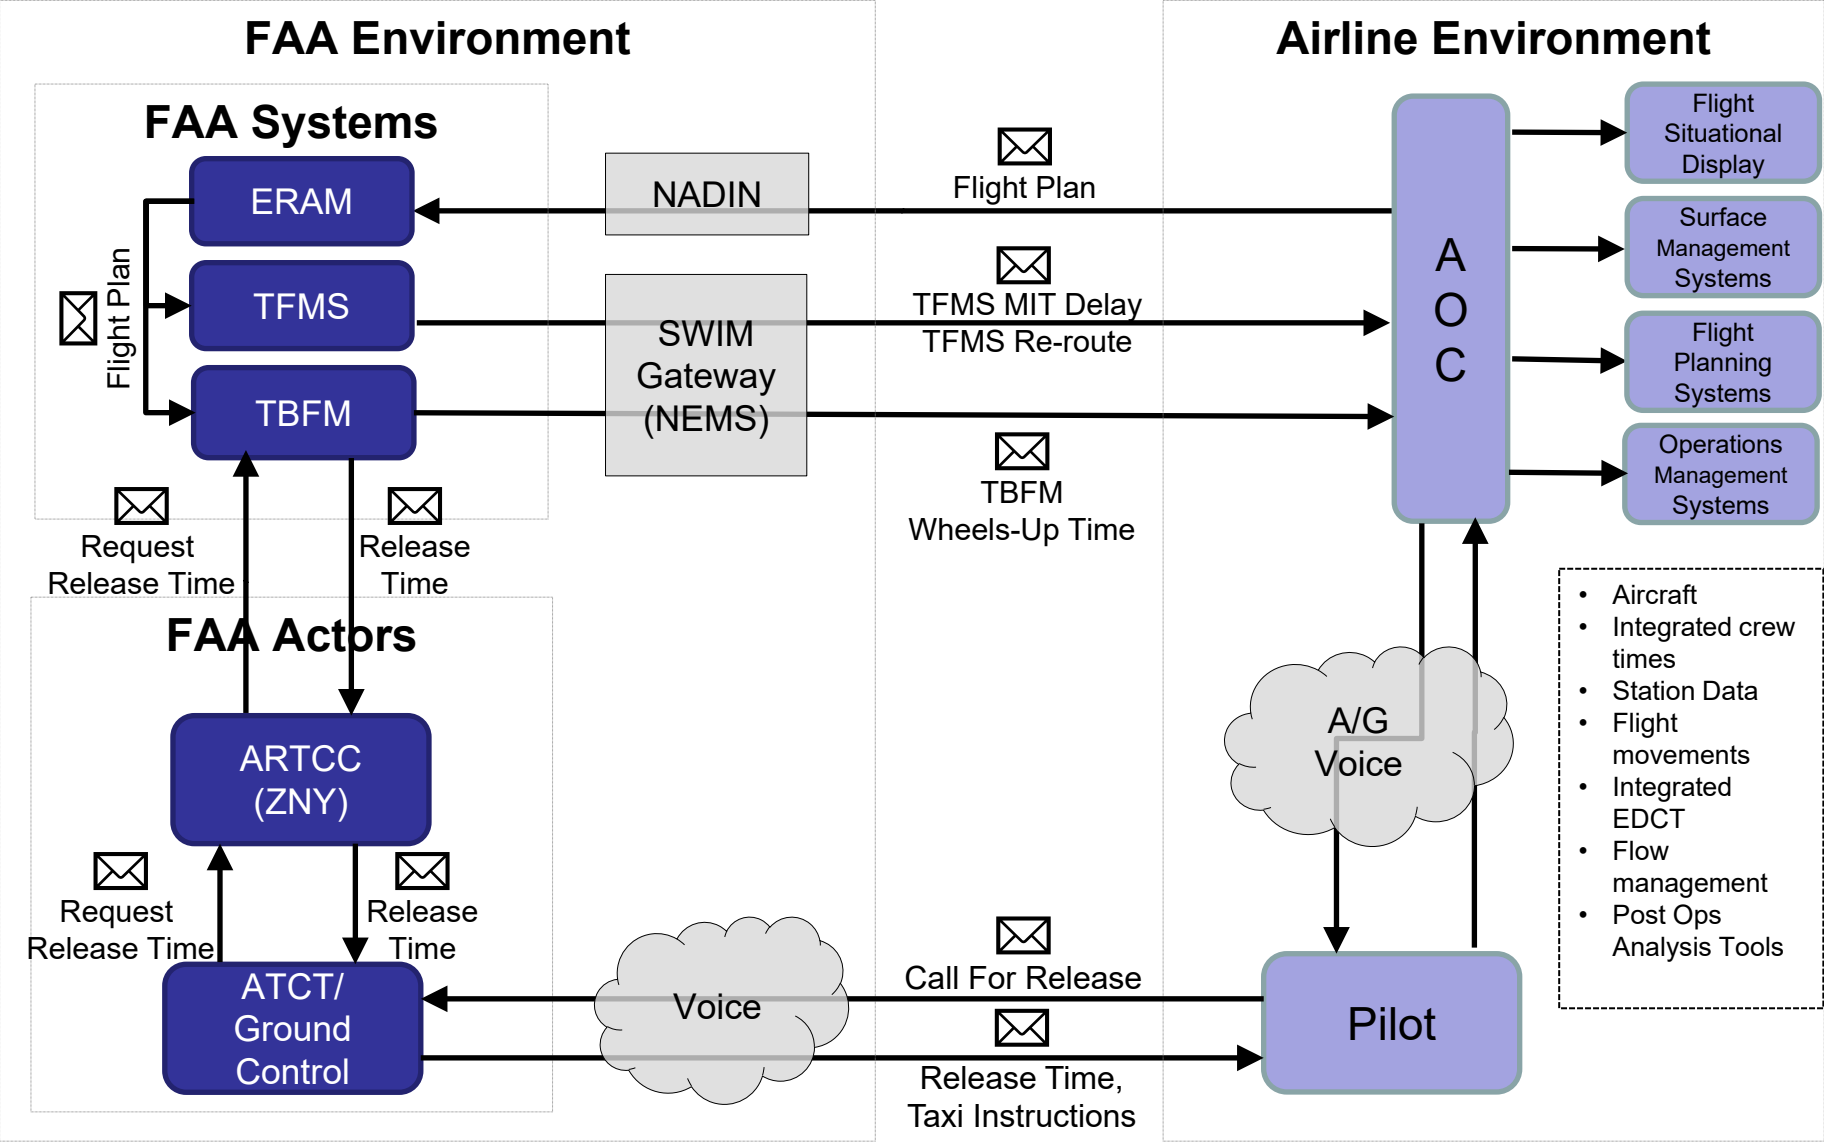 FAA Environment
Airline Environment
FAA Systems
ERAM
TFMS
TBFM
Flight Plan
NADIN
SWIM
Gateway
(NEMS)
Flight Plan
TFMS MIT Delay
TFMS Re-route
TBFM
Wheels-Up Time
A
O
C
Flight
Situational
Display
Surface
Management
Systems
Flight
Planning
Systems
Operations
Management
Systems
Request
Release Time
Release
Time
FAA Actors
ARTCC
(ZNY)
Request
Release Time
Release
Time
ATCT/
Ground
Control
Voice
Call For Release
Release Time,
Taxi Instructions
A/G
Voice
Pilot
• Aircraft
• Integrated crew
times
• Station Data
• Flight
movements
• Integrated
EDCT
• Flow
management
• Post Ops
Analysis Tools